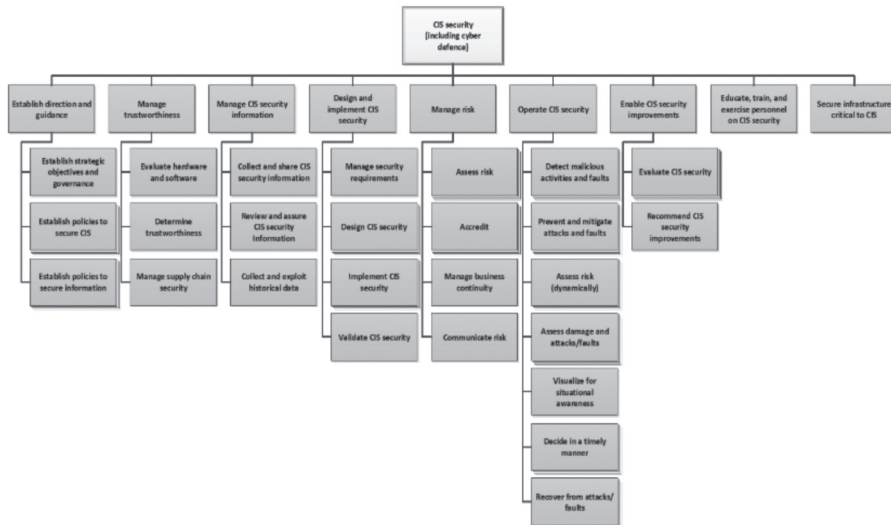 CIS security
[including cyber
defence]
Establish direction and
guidance
Manage
trustworthiness
Manage CIS security
information
Design and
implement CIS
security
Manage risk
Operate CIS security
Enable CIS security
improvements
Educate, train, and
exercise personnel
on CIS security
Secure infrastructure
critical to CIS
Establish strategic
objectives and
governance
Establish policies to
secure CIS
Establish policies to
secure information
Evaluate hardware
and software
Determine
trustworthiness
Manage supply chain
security
Collect and share CIS
security information
Review and assure
CIS security
Information
Collect and exploit
historical data
Manage security
requirements
Design CIS security
Implement CIS
security
Validate CIS security
Assess risk
Accredit
Manage business
continuity
Communicate risk
Detect malicious
activities and faults
Prevent and mitigate
attacks and faults
Assess risk
(dynamically)
Assess damage and
attacks/faults
Visualize for
situational
awareness
Decide in a timely
manner
Recover from attacks/
faults
Evaluate CIS security
Recommend CIS
security
improvements